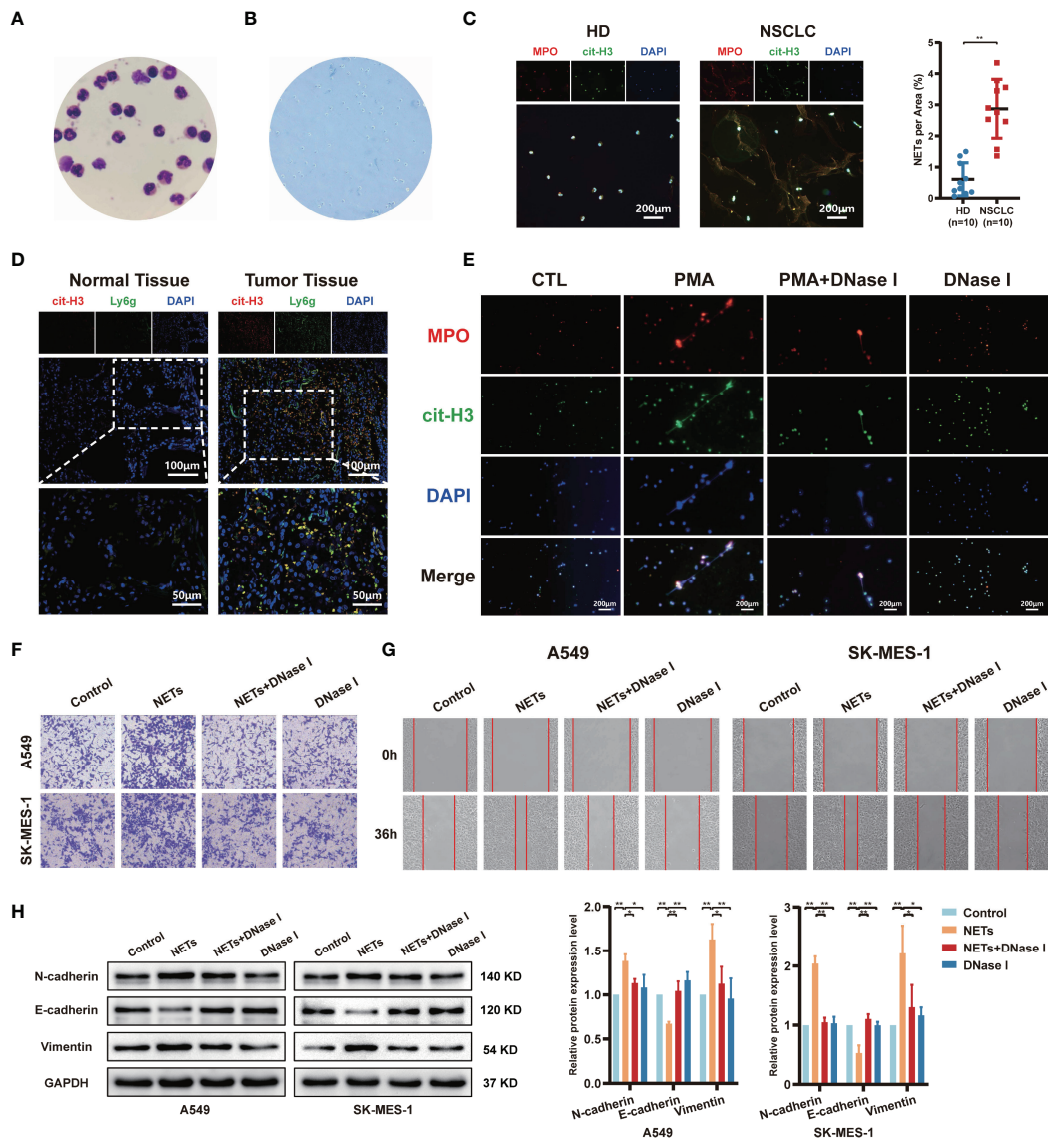 A
B
C
HD
NSCLC
MPO cit-H3 DAPI
MPO cit-H3 DAPI
200μm
200μm
NETs per Area (%)
5
4
3
2
1
0
**
HD
(n=10)
NSCLC
(n=10)
D
Normal Tissue
Tumor Tissue
cit-H3 Ly6g DAPI
cit-H3 Ly6g DAPI
100μm
100μm
50μm
50μm
E
CTL PMA PMA+DNase I DNase I
MPO
cit-H3
DAPI
Merge
200μm
200μm
200μm
200μm
F
Control NETs NETs+DNase I DNase I
A549
SK-MES-1
G
A549
SK-MES-1
Control NETs NETs+DNase I DNase I
Control NETs NETs+DNase I DNase I
0h
36h
H
Control NETs NETs+DNase I DNase I
Control NETs NETs+DNase I DNase I
N-cadherin
140 KD
E-cadherin
120 KD
Vimentin
54 KD
GAPDH
37 KD
A549
SK-MES-1
Relative protein expression level
2.0
1.5
1.0
0.5
0.0
** * ** ** ** **
* ** *
N-cadherin
E-cadherin
Vimentin
A549
Relative protein expression level
3
2
1
0
** ** ** ** ** *
** ** *
N-cadherin
E-cadherin
Vimentin
SK-MES-1
Control
NETs
NETs+DNase I
DNase I